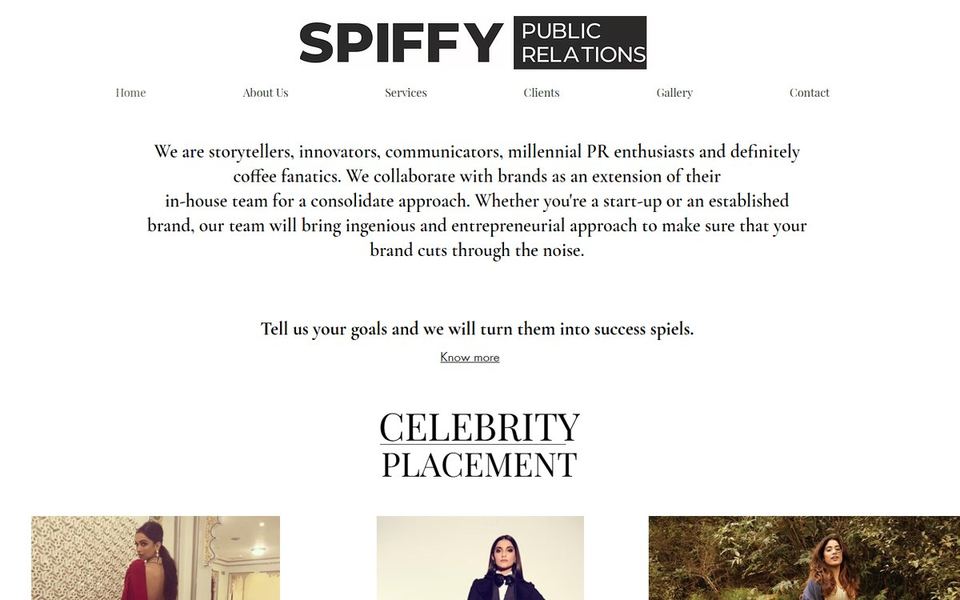 SPIFFY PUBLIC
RELATIONS
Home About Us Services Clients Gallery Contact
We are storytellers, innovators, communicators, millennial PR enthusiasts and definitely
coffee fanatics. We collaborate with brands as an extension of their
in-house team for a consolidate approach. Whether you're a start-up or an established
brand, our team will bring ingenious and entrepreneurial approach to make sure that your
brand cuts through the noise.
Tell us your goals and we will turn them into success spiels.
Know more
CELEBRITY
PLACEMENT